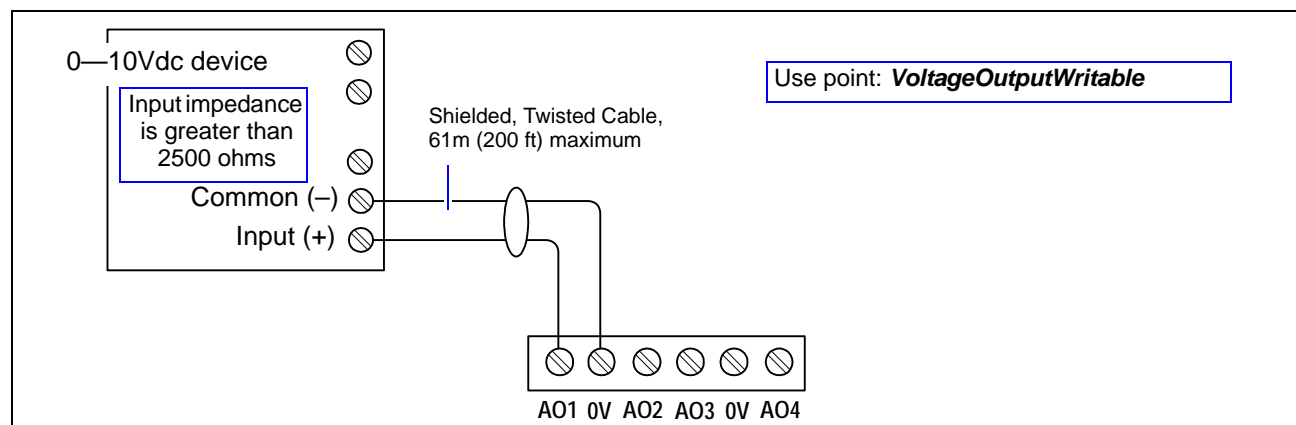 0—10Vdc device
Input impedance
is greater than
2500 ohms
Common (–)
Input (+)
Shielded, Twisted Cable,
61m (200 ft) maximum
Use point: VoltageOutputWritable
AO1 0V AO2 AO3 0V AO4